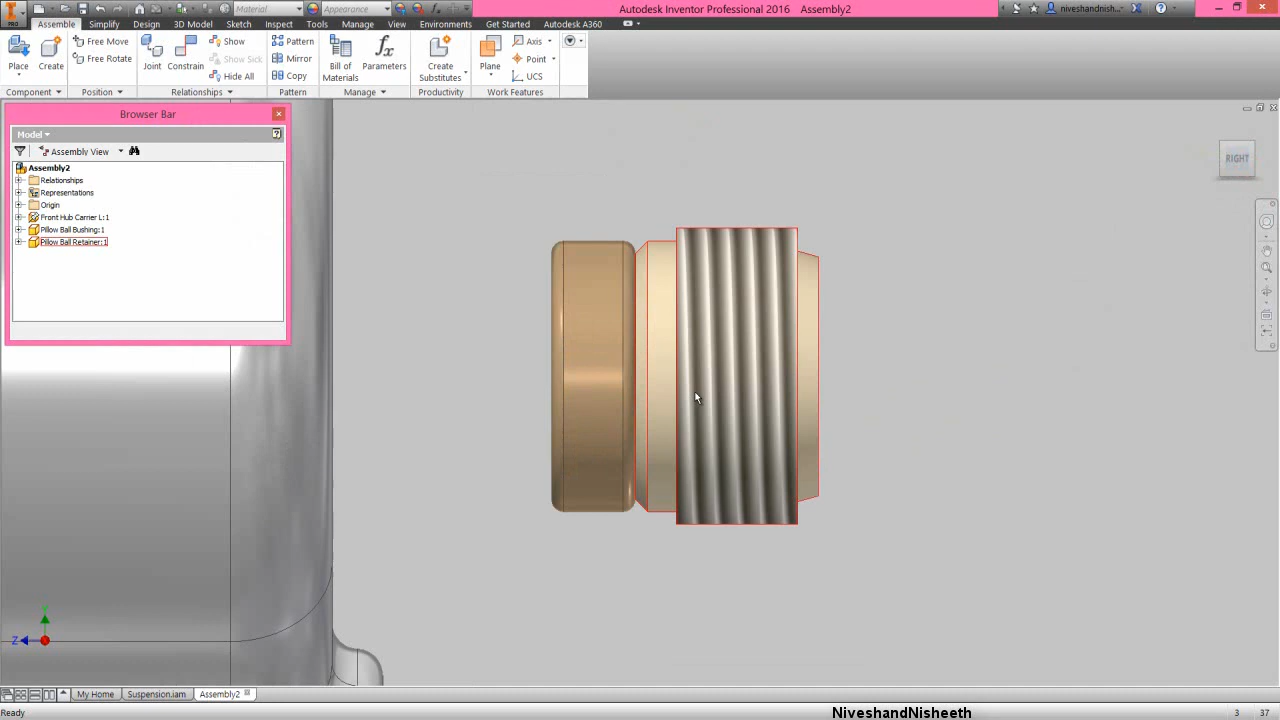 Material
Appearance
Autodesk Inventor Professional 2016 Assembly2
niveshandnish...
PRO
Assemble Simplify Design 3D Model Sketch Inspect Tools Manage View Environments Get Started Autodesk A360
Free Move Show Pattern Axis
Free Rotate Show Sick Mirror Point
Place Create Joint Constrain Hide All Copy Bill of Materials Parameters Create Substitutes Plane UCS
Component Position Relationships Pattern Manage Productivity Work Features
Browser Bar
Model
Assembly View
Assembly2
Relationships
Representations
Origin
Front Hub Carrier L:1
Pillow Ball Bushing:1
Pillow Ball Retainer:1
RIGHT
Y
Z
My Home Suspension.iam Assembly2
Ready NiveshandNisheeth 3 37